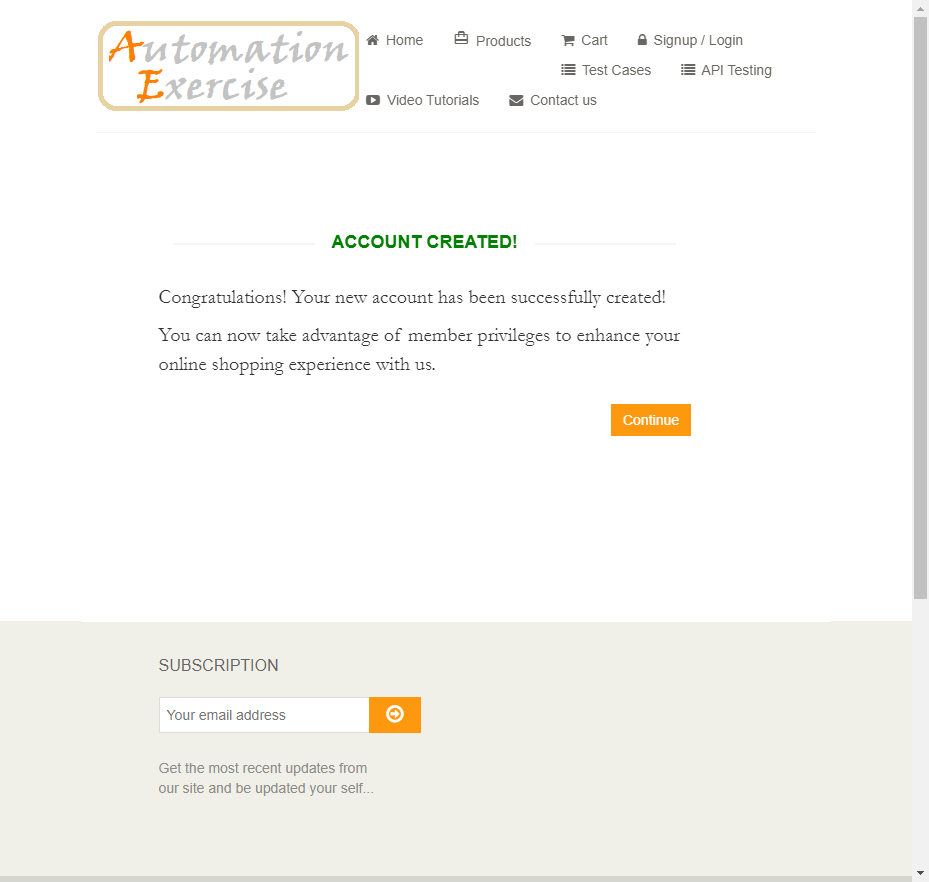 Automation
Exercise
Home
Products
Cart
Signup / Login
Test Cases
API Testing
Video Tutorials
Contact us
ACCOUNT CREATED!
Congratulations! Your new account has been successfully created!
You can now take advantage of member privileges to enhance your
online shopping experience with us.
Continue
SUBSCRIPTION
Your email address
Get the most recent updates from
our site and be updated your self...